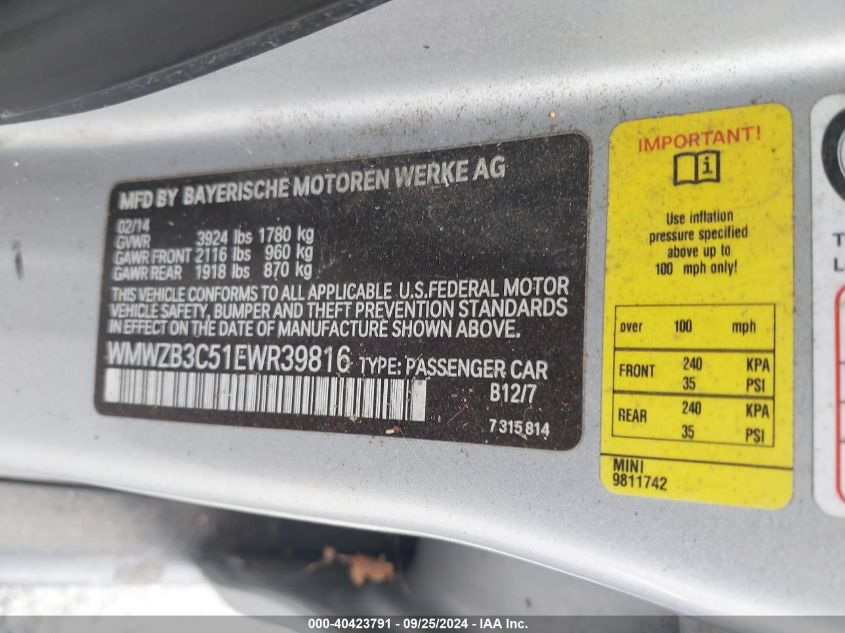 MFD BY BAYERISCHE MOTOREN WERKE AG
02/14
GVWR 3924 lbs 1780 kg
GAWR FRONT 2116 lbs 960 kg
GAWR REAR 1918 lbs 870 kg
THIS VEHICLE CONFORMS TO ALL APPLICABLE U.S.FEDERAL MOTOR
VEHICLE SAFETY, BUMPER AND THEFT PREVENTION STANDARDS
IN EFFECT ON THE DATE OF MANUFACTURE SHOWN ABOVE
WMWZB3C51EWR39816 TYPE: PASSENGER CAR
B12/7
7315814
IMPORTANT!
Use inflation
pressure specified
above up to
100 mph only!
over 100 mph
FRONT 240 KPA
35 PSI
REAR 240 KPA
35 PSI
MINI
9811742
T
L
000-40423791 - 09/25/2024 - IAA, Inc.